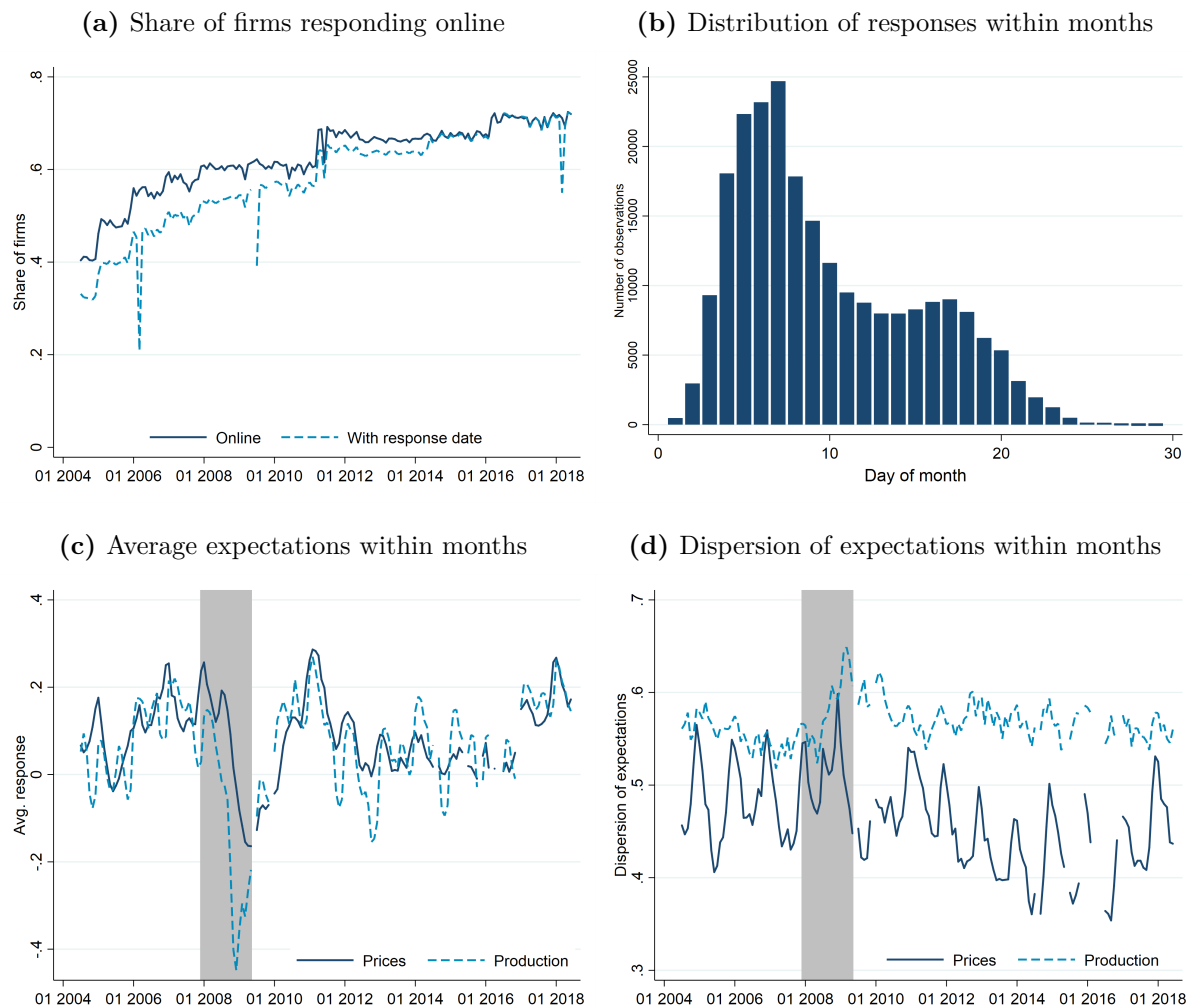 (a) Share of firms responding online
.8
.6
.4
.2
0
Share of firms
Online
With response date
01 2004 01 2006 01 2008 01 2010 01 2012 01 2014 01 2016 01 2018
(b) Distribution of responses within months
25000
20000
15000
10000
5000
0
Number of observations
0 10 20 30
Day of month
(c) Average expectations within months
.4
.2
0
-.2
-.4
Avg. response
Prices
Production
01 2004 01 2006 01 2008 01 2010 01 2012 01 2014 01 2016 01 2018
(d) Dispersion of expectations within months
.7
.6
.5
.4
.3
Dispersion of expectations
Prices
Production
01 2004 01 2006 01 2008 01 2010 01 2012 01 2014 01 2016 01 2018